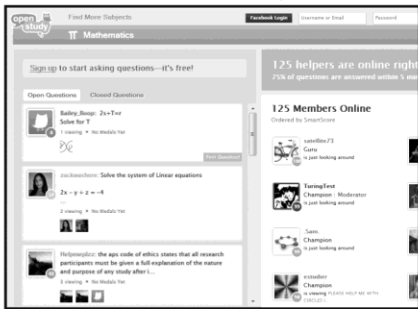 open study
Find More Subjects
Facebook Login
Username or Email
Password
Mathematics
Sign up to start asking questions—it's free!
Open Questions
Closed Questions
Bailey_Boop: 2s+T=r
Solve for T
1 viewing • No Medals Yet
First Question!
Solve the system of Linear equations
2x - y + z = -4
...
2 viewing • No Medals Yet
the aps code of ethics states that all research
participants must be given a full explanation of the nature
and purpose of any study after i...
125 helpers are online right
75% of questions are answered within 5 m
125 Members Online
Ordered by SmartScore
satellite73
Guru
is just looking around
TuringTest
Champion : Moderator
is just looking around
.Sam.
Champion
is just looking around
estudier
Champion
is viewing PLEASE HELP ME WITH
CIRCLES!